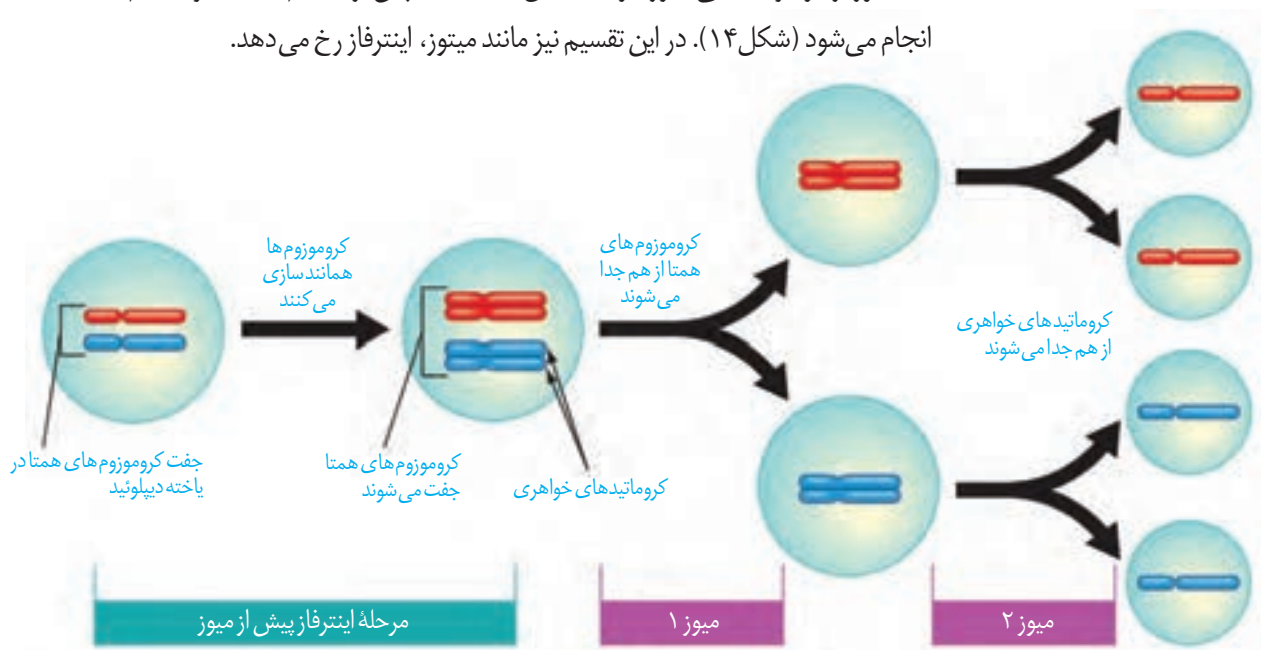 انجام می‌شود (شکل۱۴). در این تقسیم نیز مانند میتوز، اینترفاز رخ می‌دهد.
کروموزوم‌ها
همانندسازی
می‌کنند
کروموزوم‌های
همتا از هم جدا
می‌شوند
کروماتیدهای خواهری
از هم جدا می‌شوند
جفت کروموزوم‌های همتا در
یاخته دیپلوئید
کروموزوم‌های همتا
جفت می‌شوند
کروماتیدهای خواهری
مرحلهٔ اینترفاز پیش از میوز
میوز ۱
میوز ۲